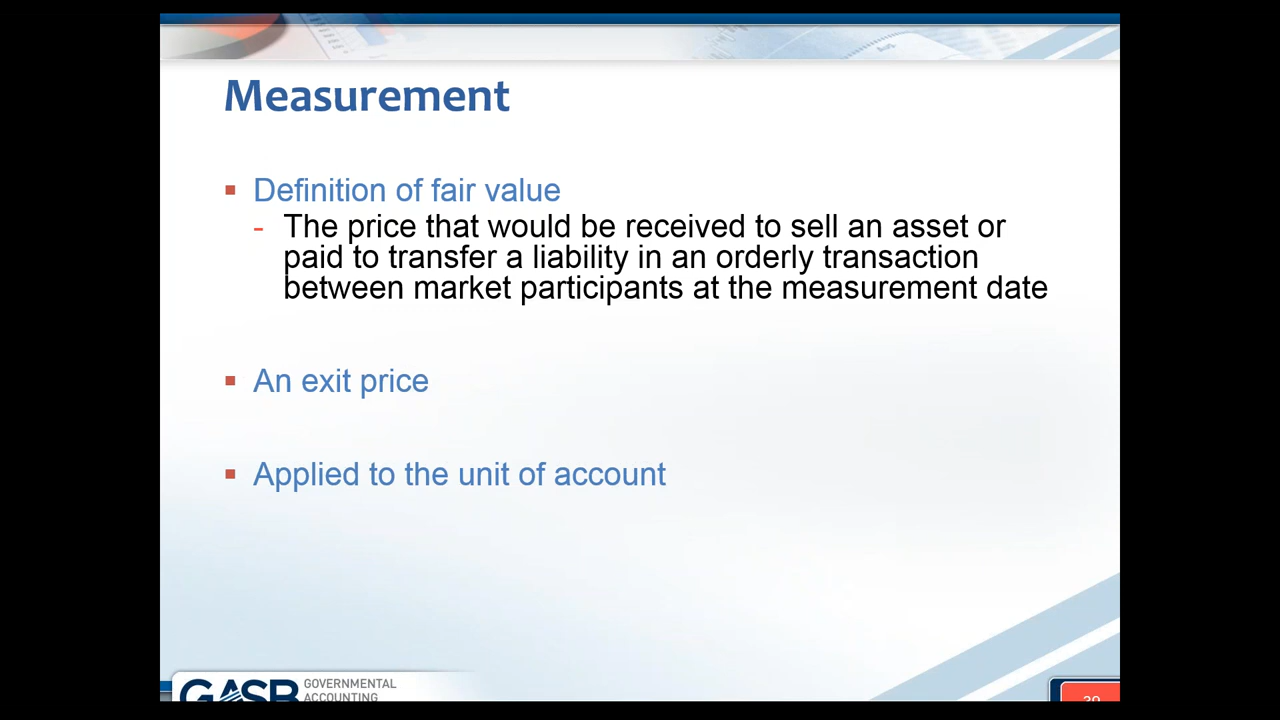 Measurement
Definition of fair value
- The price that would be received to sell an asset or
paid to transfer a liability in an orderly transaction
between market participants at the measurement date
An exit price
Applied to the unit of account
GASB GOVERNMENTAL
ACCOUNTING